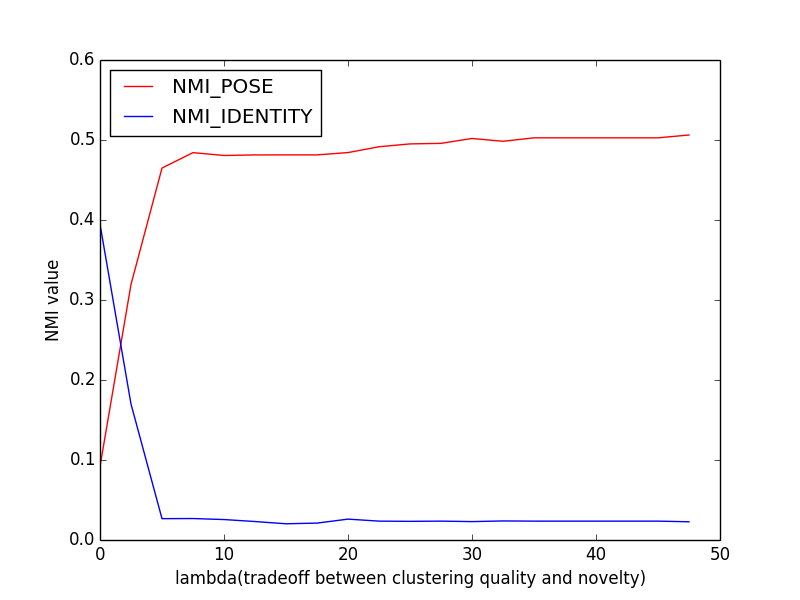 NMI_POSE
NMI_IDENTITY
0.6
0.5
0.4
0.3
0.2
0.1
0.0
NMI value
0 10 20 30 40 50
lambda(tradeoff between clustering quality and novelty)